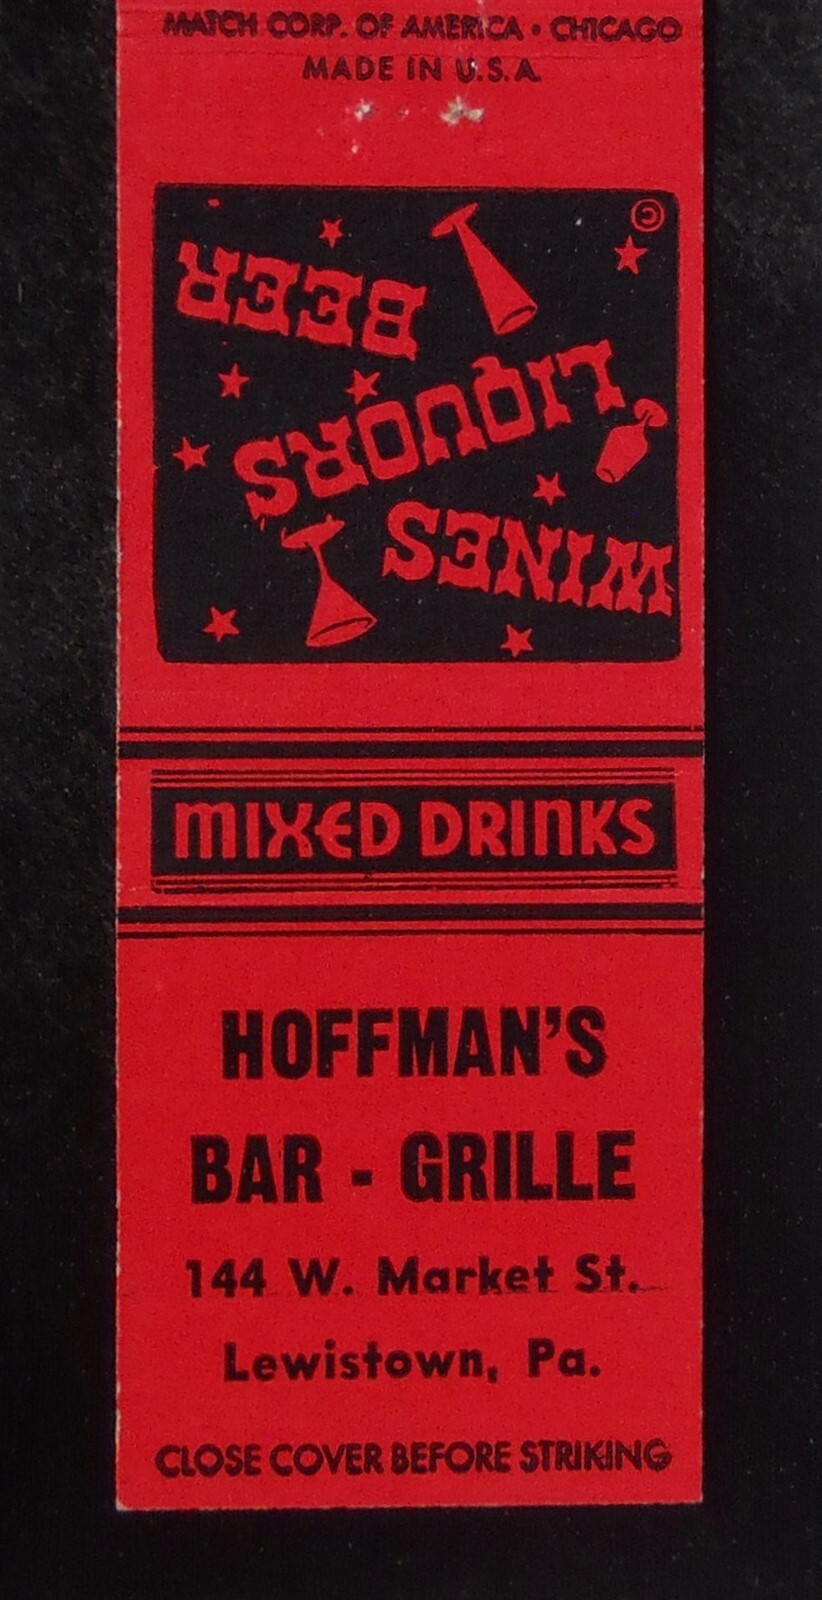 MATCH CORP. OF AMERICA • CHICAGO
MADE IN U.S.A.
©
WINES
LIQUORS
BEER
MIXED DRINKS
HOFFMAN'S
BAR - GRILLE
144 W. Market St.
Lewistown, Pa.
CLOSE COVER BEFORE STRIKING